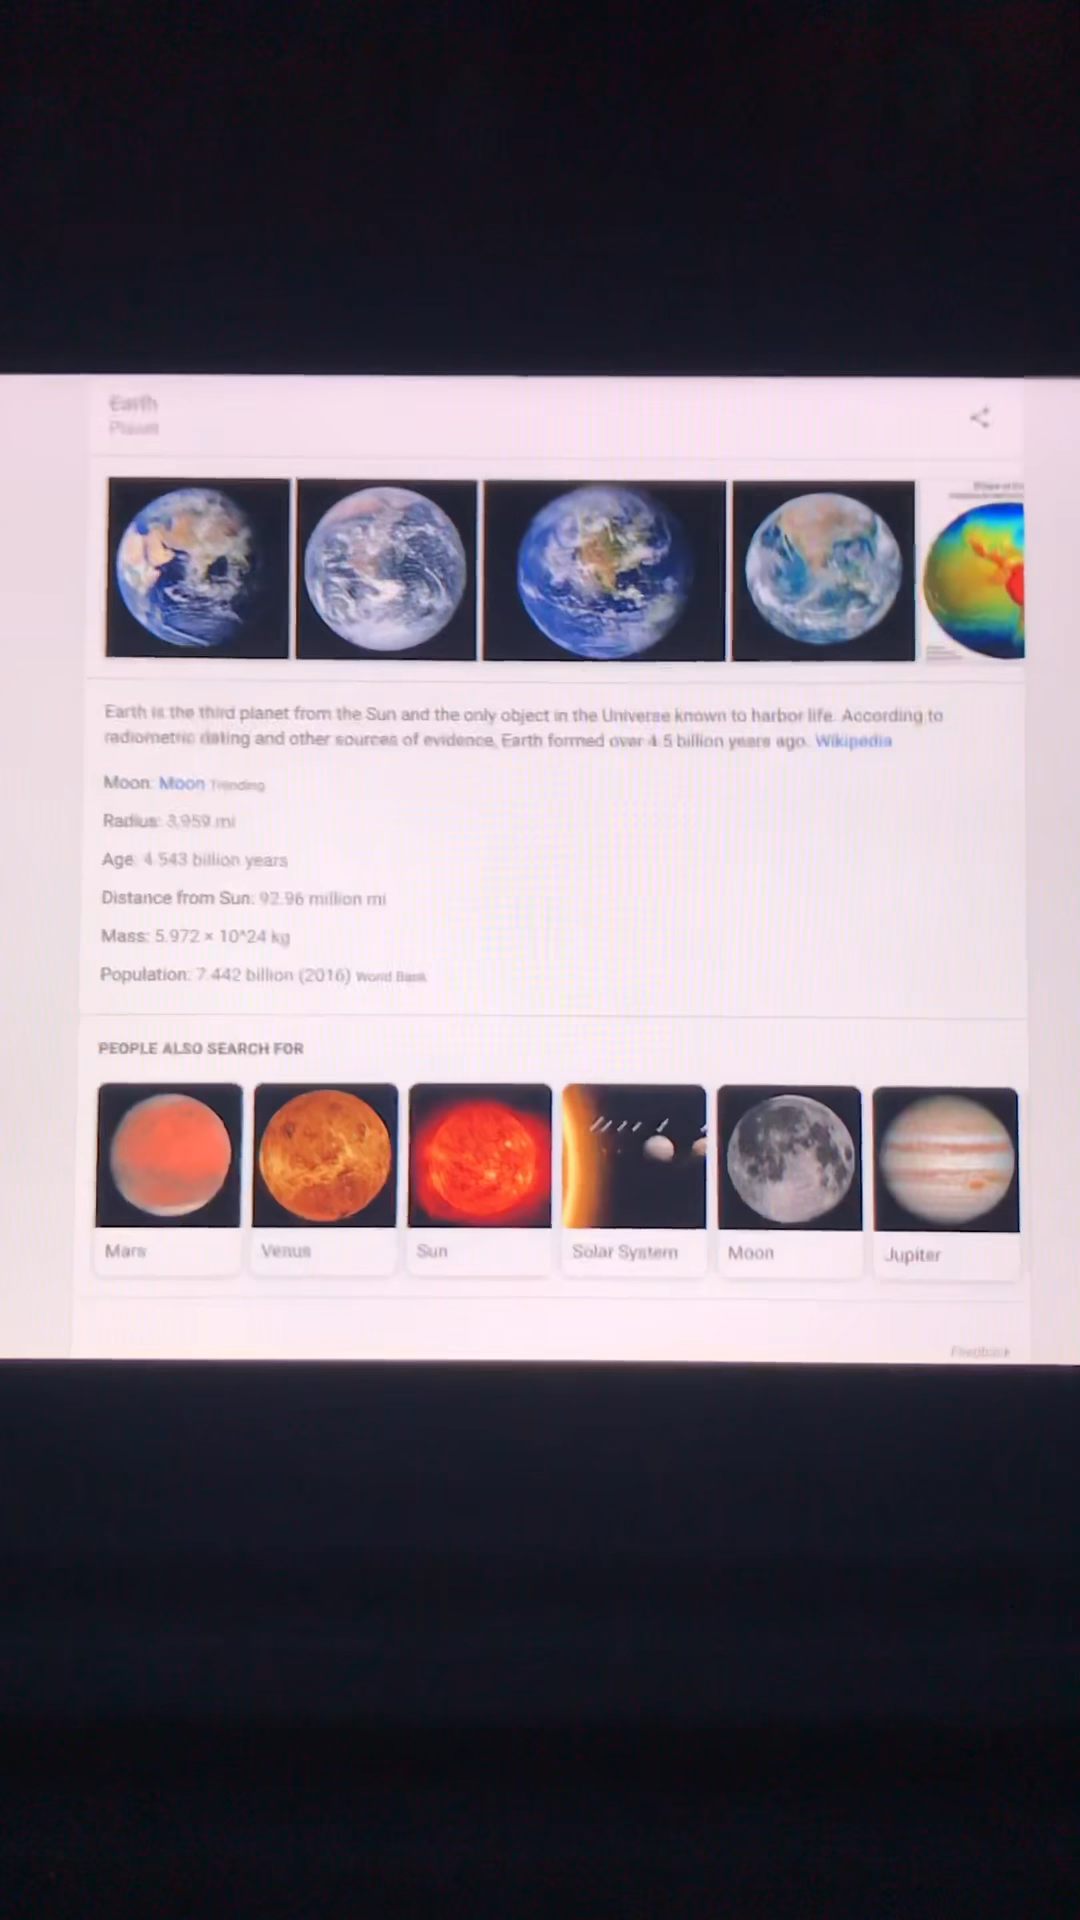 Earth
Planet
Earth is the third planet from the Sun and the only object in the Universe known to harbor life. According to
radiometric dating and other sources of evidence, Earth formed over 4.5 billion years ago. Wikipedia
Moon: Moon Trending
Radius: 3,959 mi
Age: 4.543 billion years
Distance from Sun: 92.96 million mi
Mass: 5.972 × 10^24 kg
Population: 7.442 billion (2016) World Bank
PEOPLE ALSO SEARCH FOR
Mars
Venus
Sun
Solar System
Moon
Jupiter
Feedback